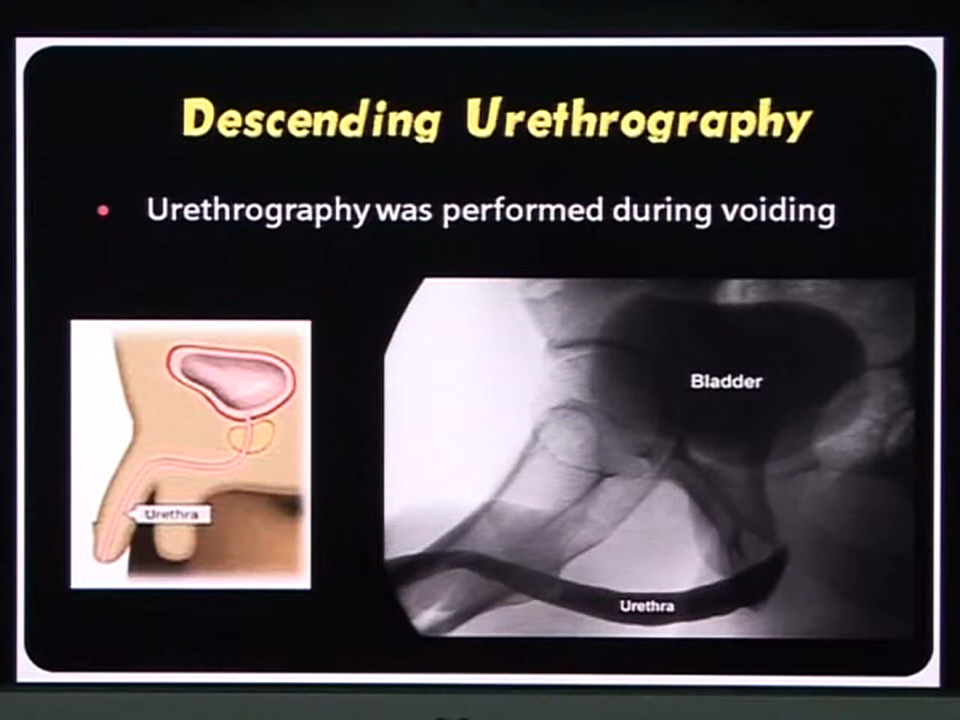 Descending Urethrography
• Urethrography was performed during voiding
Bladder
Urethra
Urethra